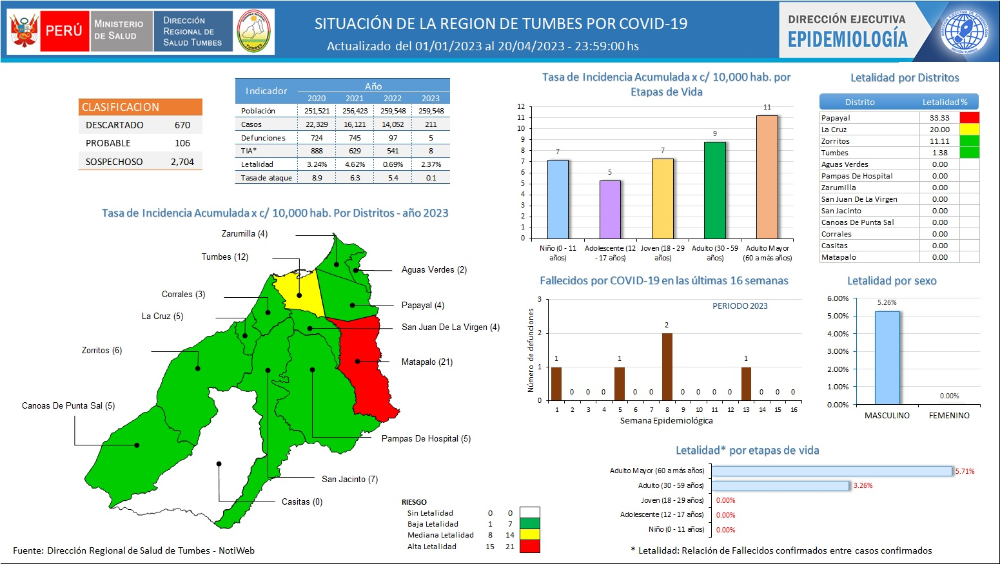 PERÚ
MINISTERIO
DE SALUD
DIRECCIÓN
REGIONAL DE
SALUD TUMBES
GOBIERNO REGIONAL
TUMBES
SITUACIÓN DE LA REGION DE TUMBES POR COVID-19
Actualizado del 01/01/2023 al 20/04/2023 - 23:59:00 hs
DIRECCIÓN EJECUTIVA
EPIDEMIOLOGÍA
REGIÓN TUMBES
CLASIFICACION
DESCARTADO 670
PROBABLE 106
SOSPECHOSO 2,704
Indicador Año
2020 2021 2022 2023
Población 251,521 256,423 259,548 259,548
Casos 22,329 16,121 14,052 211
Defunciones 724 745 97 5
TIA* 888 629 541 8
Letalidad 3.24% 4.62% 0.69% 2.37%
Tasa de ataque 8.9 6.3 5.4 0.1
Tasa de Incidencia Acumulada x c/ 10,000 hab. Por Distritos - año 2023
Zarumilla (4)
Tumbes (12)
Aguas Verdes (2)
Corrales (3)
Papayal (4)
La Cruz (5)
San Juan De La Virgen (4)
Zorritos (6)
Matapalo (21)
Canoas De Punta Sal (5)
Pampas De Hospital (5)
San Jacinto (7)
Casitas (0)
RIESGO
Sin Letalidad 0 0
Baja Letalidad 1 7
Mediana Letalidad 8 14
Alta Letalidad 15 21
Fuente: Dirección Regional de Salud de Tumbes - NotiWeb
Tasa de Incidencia Acumulada x c/ 10,000 hab. por
Etapas de Vida
12
11
10
9
8
7
6
5
4
3
2
1
0
7 5 7 9 11
Niño (0 - 11 años)
Adolescente (12 - 17 años)
Joven (18 - 29 años)
Adulto (30 - 59 años)
Adulto Mayor (60 a más años)
Letalidad por Distritos
Distrito Letalidad %
Papayal 33.33
La Cruz 20.00
Zorritos 11.11
Tumbes 1.38
Aguas Verdes 0.00
Pampas De Hospital 0.00
Zarumilla 0.00
San Juan De La Virgen 0.00
San Jacinto 0.00
Canoas De Punta Sal 0.00
Corrales 0.00
Casitas 0.00
Matapalo 0.00
Fallecidos por COVID-19 en las últimas 16 semanas
PERIODO 2023
Número de defunciones
3
2
1
0
1 0 0 0 1 0 0 2 0 0 0 0 1 0 0 0
1 2 3 4 5 6 7 8 9 10 11 12 13 14 15 16
Semana Epidemiológica
Letalidad por sexo
6.00%
5.00%
4.00%
3.00%
2.00%
1.00%
0.00%
5.26% 0.00%
MASCULINO FEMENINO
Letalidad* por etapas de vida
Adulto Mayor (60 a más años) 5.71%
Adulto (30 - 59 años) 3.26%
Joven (18 - 29 años) 0.00%
Adolescente (12 - 17 años) 0.00%
Niño (0 - 11 años) 0.00%
* Letalidad: Relación de Fallecidos confirmados entre casos confirmados